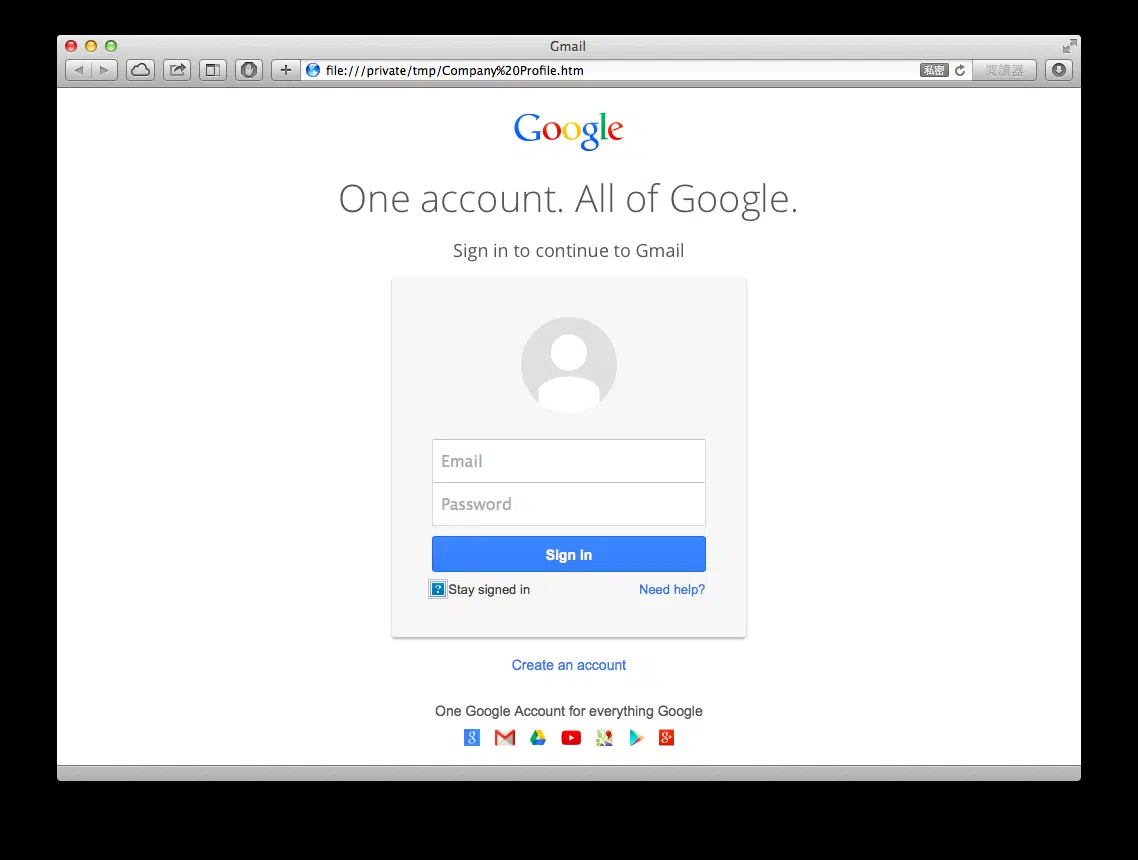 Gmail
file:///private/tmp/Company%20Profile.htm
私密
閱讀器
Google
One account. All of Google.
Sign in to continue to Gmail
Email
Password
Sign in
Stay signed in
Need help?
Create an account
One Google Account for everything Google